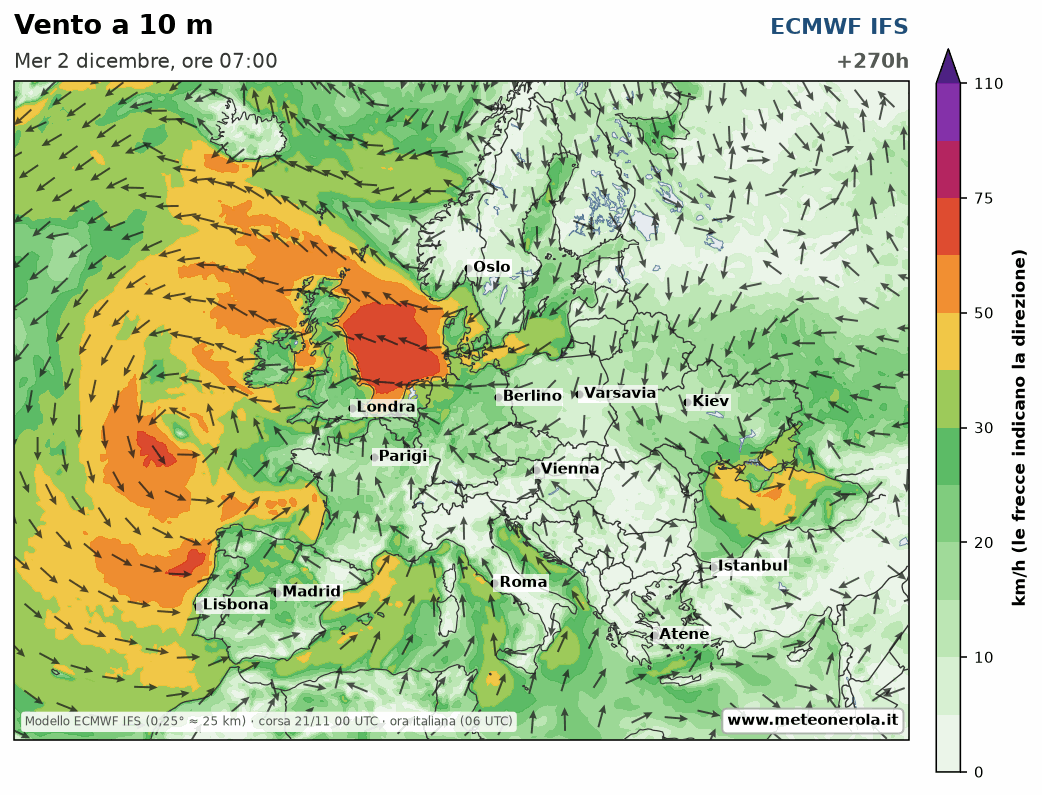 Vento a 10 m
ECMWF IFS
Mer 2 dicembre, ore 07:00
+270h
110
75
50
30
20
10
0
km/h (le frecce indicano la direzione)
Oslo
Londra
Berlino
Varsavia
Kiev
Parigi
Vienna
Istanbul
Roma
Madrid
Lisbona
Atene
Modello ECMWF IFS (0,25° ≈ 25 km) · corsa 21/11 00 UTC · ora italiana (06 UTC)
www.meteonerola.it